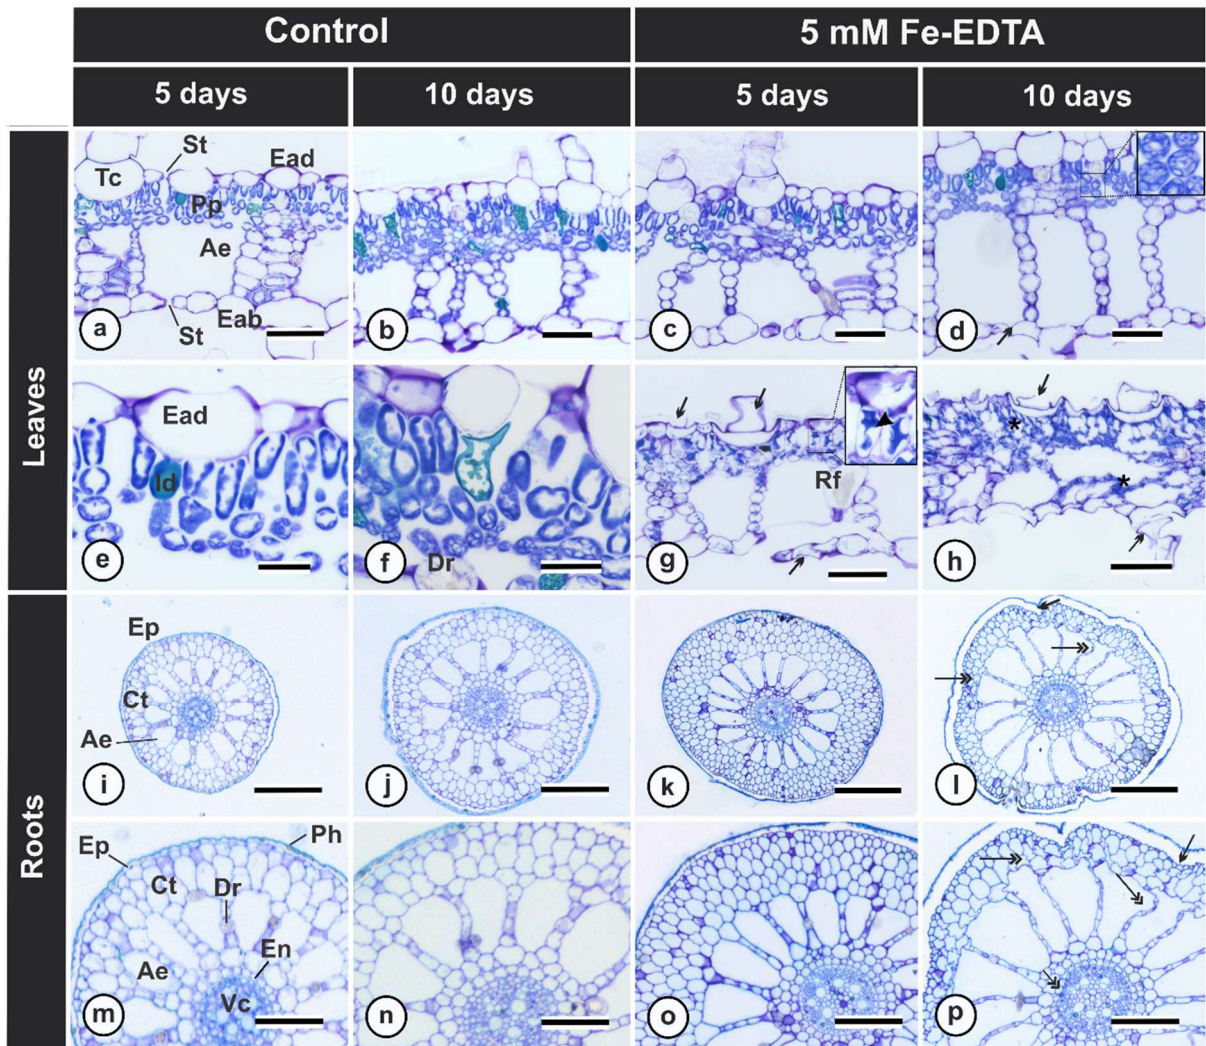 Control
5 mM Fe-EDTA
5 days
10 days
5 days
10 days
Leaves
St
Ead
Tc
Pp
Ae
Eab
St
a
b
c
d
Ead
Id
e
Dr
f
Rf
g
*
*
h
Roots
Ep
Ct
Ae
i
j
k
l
Ep
Ph
Ct
Dr
En
Ae
Vc
m
n
o
p